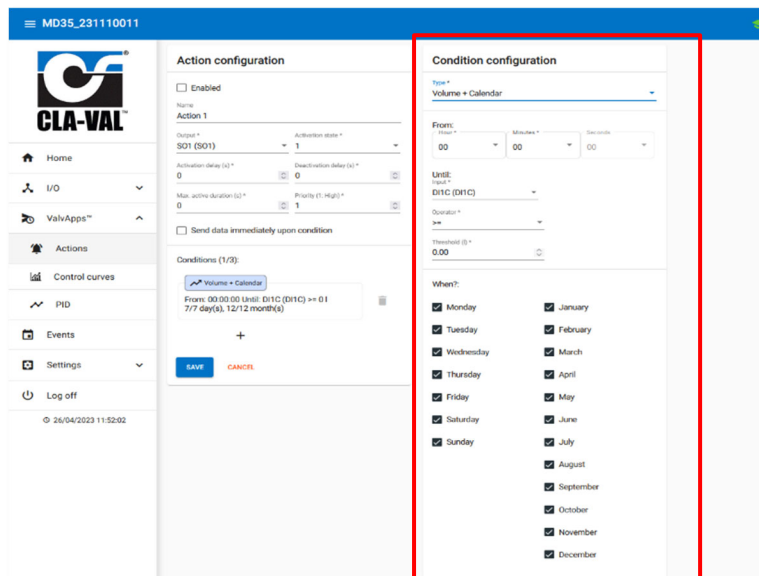 MD35_231110011
CLA-VAL™
Home
I/O
ValvApps™
Actions
Control curves
PID
Events
Settings
Log off
26/04/2023 11:52:02
Action configuration
Enabled
Name
Action 1
Output * Activation state *
SO1 (SO1) 1
Activation delay (s) * Deactivation delay (s) *
0 0
Max. active duration (s) * Priority (1: High) *
0 1
Send data immediately upon condition
Conditions (1/3):
Volume + Calendar
From: 00:00:00 Until: DI1C (DI1C) >= 0 l
7/7 day(s), 12/12 month(s)
+
SAVE CANCEL
Condition configuration
Type *
Volume + Calendar
From:
Hour * Minutes * Seconds
00 00 00
Until:
Input *
DI1C (DI1C)
Operator *
>=
Threshold (l) *
0.00
When?:
Monday January
Tuesday February
Wednesday March
Thursday April
Friday May
Saturday June
Sunday July
August
September
October
November
December